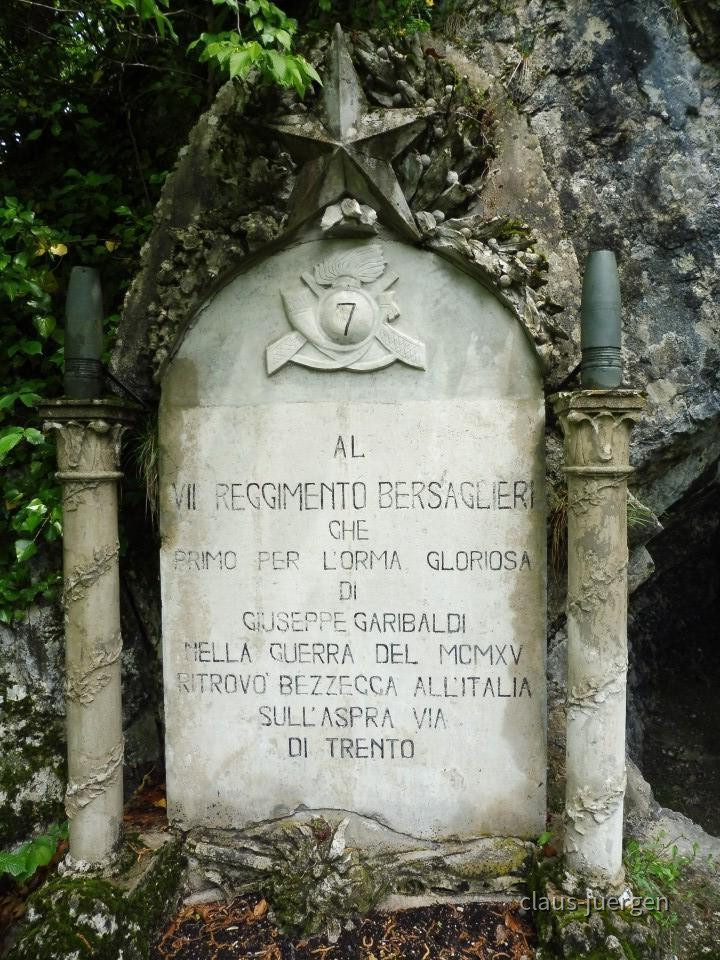 7
AL
VII REGGIMENTO BERSAGLIERI
CHE
PRIMO PER L'ORMA GLORIOSA
DI
GIUSEPPE GARIBALDI
NELLA GUERRA DEL MCMXV
RITROVO' BEZZECCA ALL'ITALIA
SULL'ASPRA VIA
DI TRENTO
claus-juergen